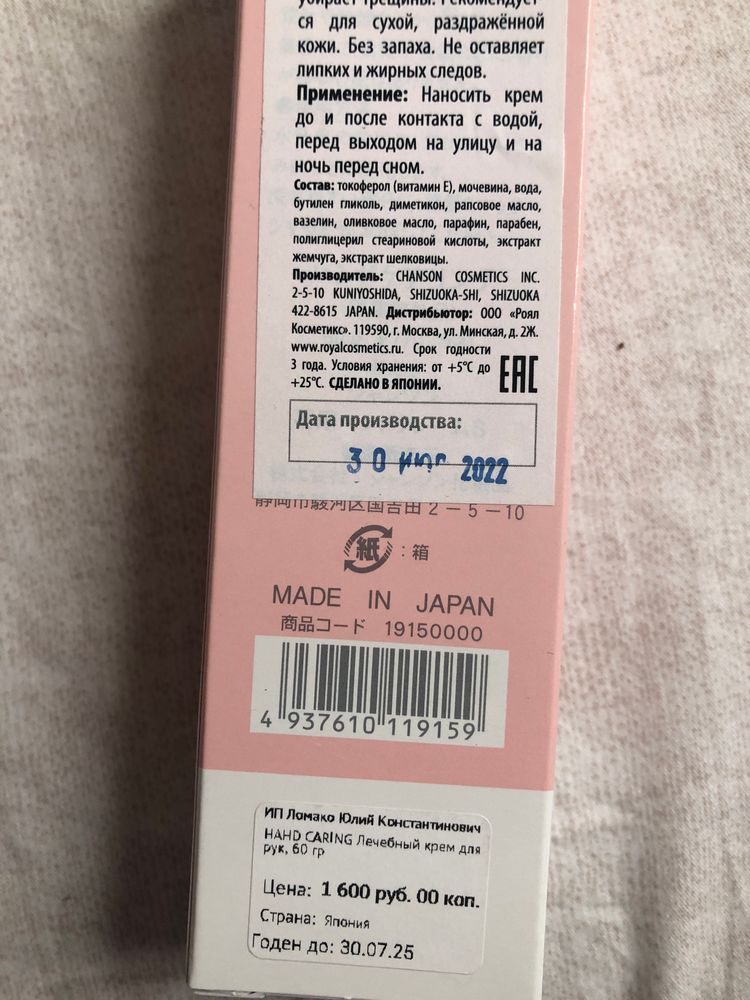 убирает трещины. Рекомендует-
ся для сухой, раздражённой
кожи. Без запаха. Не оставляет
липких и жирных следов.
Применение: Наносить крем
до и после контакта с водой,
перед выходом на улицу и на
ночь перед сном.
Состав: токоферол (витамин Е), мочевина, вода,
бутилен гликоль, диметикон, рапсовое масло,
вазелин, оливковое масло, парафин, парабен,
полиглицерил стеариновой кислоты, экстракт
жемчуга, экстракт шелковицы.
Производитель: CHANSON COSMETICS INC.
2-5-10 KUNIYOSHIDA, SHIZUOKA-SHI, SHIZUOKA
422-8615 JAPAN. Дистрибьютор: ООО «Роял
Косметикс». 119590, г. Москва, ул. Минская, д. 2Ж.
www.royalcosmetics.ru. Срок годности
3 года. Условия хранения: от +5°С до
+25°С. СДЕЛАНО В ЯПОНИИ.
EAC
Дата производства:
30 июл 2022
静岡市駿河区国吉田2-5-10
紙:箱
MADE IN JAPAN
商品コード 19150000
4 937610 119159
ИП Ломако Юлий Константинович
HAHD CARING Лечебный крем для
рук, 60 гр
Цена: 1 600 руб. 00 коп.
Страна: Япония
Годен до: 30.07.25